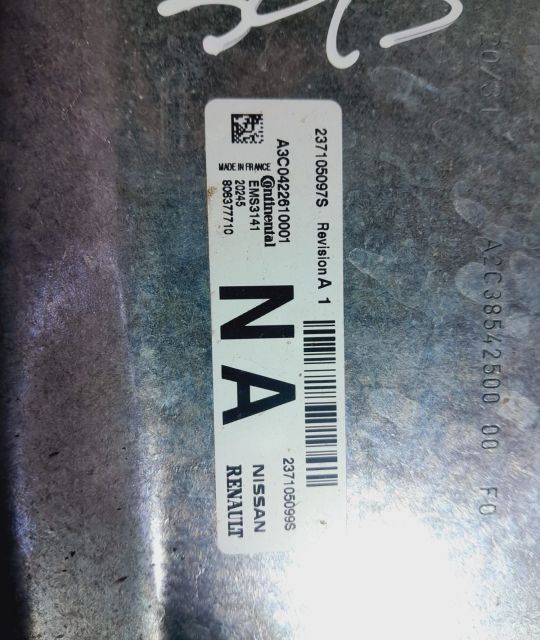 237105097S Revision A 1
A3C0422610001
Continental
EMS3141
20245
806377710
MADE IN FRANCE
NA
237105099S
NISSAN
RENAULT
A2C38542500 00 F0